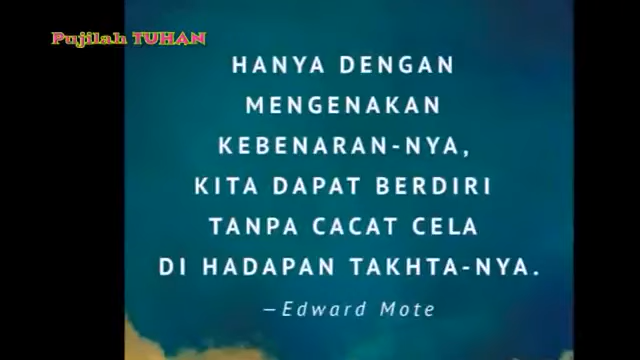 Pujilah TUHAN
HANYA DENGAN
MENGENAKAN
KEBENARAN-NYA,
KITA DAPAT BERDIRI
TANPA CACAT CELA
DI HADAPAN TAKHTA-NYA.
—Edward Mote